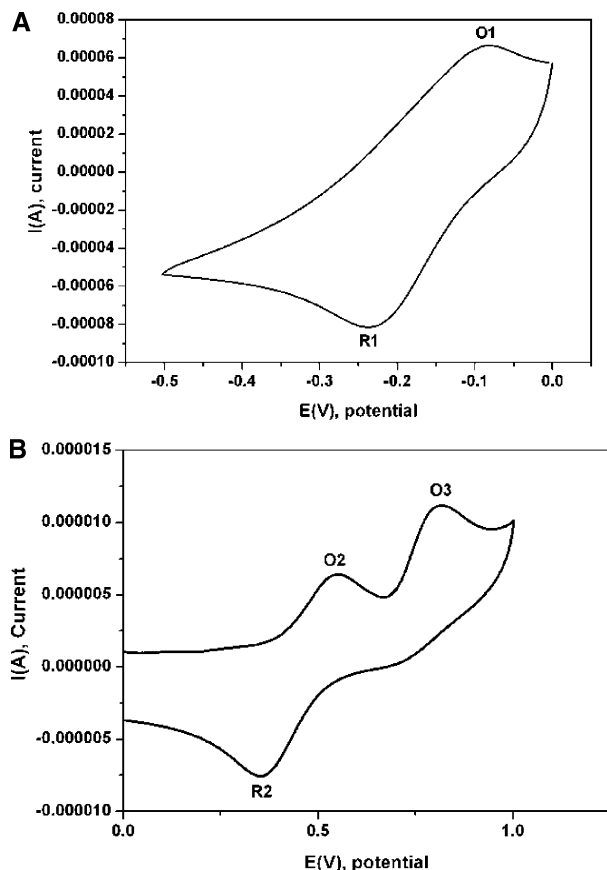 A
0.00008
0.00006
0.00004
0.00002
0.00000
-0.00002
-0.00004
-0.00006
-0.00008
-0.00010
I(A), current
O1
R1
-0.5 -0.4 -0.3 -0.2 -0.1 0.0
E(V), potential
B
0.000015
0.000010
0.000005
0.000000
-0.000005
-0.000010
I(A), Current
O2
O3
R2
0.0 0.5 1.0
E(V), potential